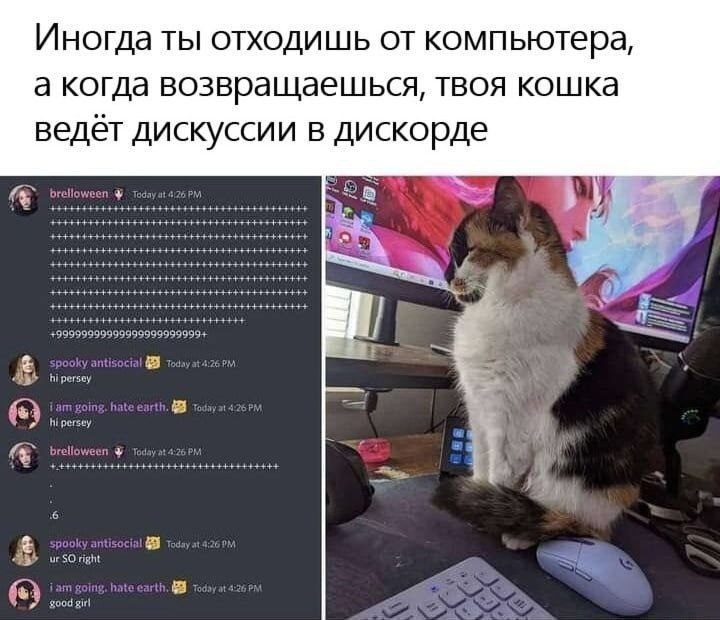 Иногда ты отходишь от компьютера,
а когда возвращаешься, твоя кошка
ведёт дискуссии в дискорде
brelloween Today at 4:26 PM
++++++++++++++++++++++++++++++++++++++++
++++++++++++++++++++++++++++++++++++++++
++++++++++++++++++++++++++++++++++++++++
++++++++++++++++++++++++++++++++++++++++
++++++++++++++++++++++++++++++++++++++++
++++++++++++++++++++++++++++++++++++++++
++++++++++++++++++++++++++++++++++++++++
++++++++++++++++++++++++++++++++++++++++
++++++++++++++++++++++++++++++
+99999999999999999999999+
spooky antisocial Today at 4:26 PM
hi persey
i am going. hate earth. Today at 4:26 PM
hi persey
brelloween Today at 4:26 PM
+.++++++++++++++++++++++++++++++++++
.
.
.6
spooky antisocial Today at 4:26 PM
ur SO right
i am going. hate earth. Today at 4:26 PM
good girl